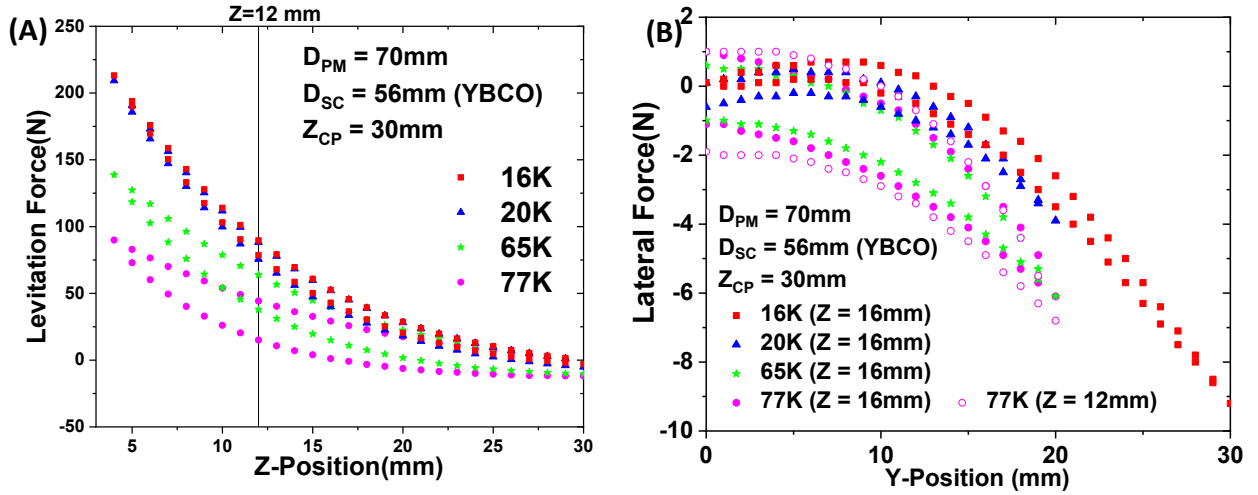 (A)
Z=12 mm
D_PM = 70mm
D_SC = 56mm (YBCO)
Z_CP = 30mm
16K
20K
65K
77K
Levitation Force(N)
250
200
150
100
50
0
-50
5
10
15
20
25
30
Z-Position(mm)
(B)
Lateral Force(N)
2
0
-2
-4
-6
-8
-10
D_PM = 70mm
D_SC = 56mm (YBCO)
Z_CP = 30mm
16K (Z = 16mm)
20K (Z = 16mm)
65K (Z = 16mm)
77K (Z = 16mm)
77K (Z = 12mm)
0
10
20
30
Y-Position (mm)